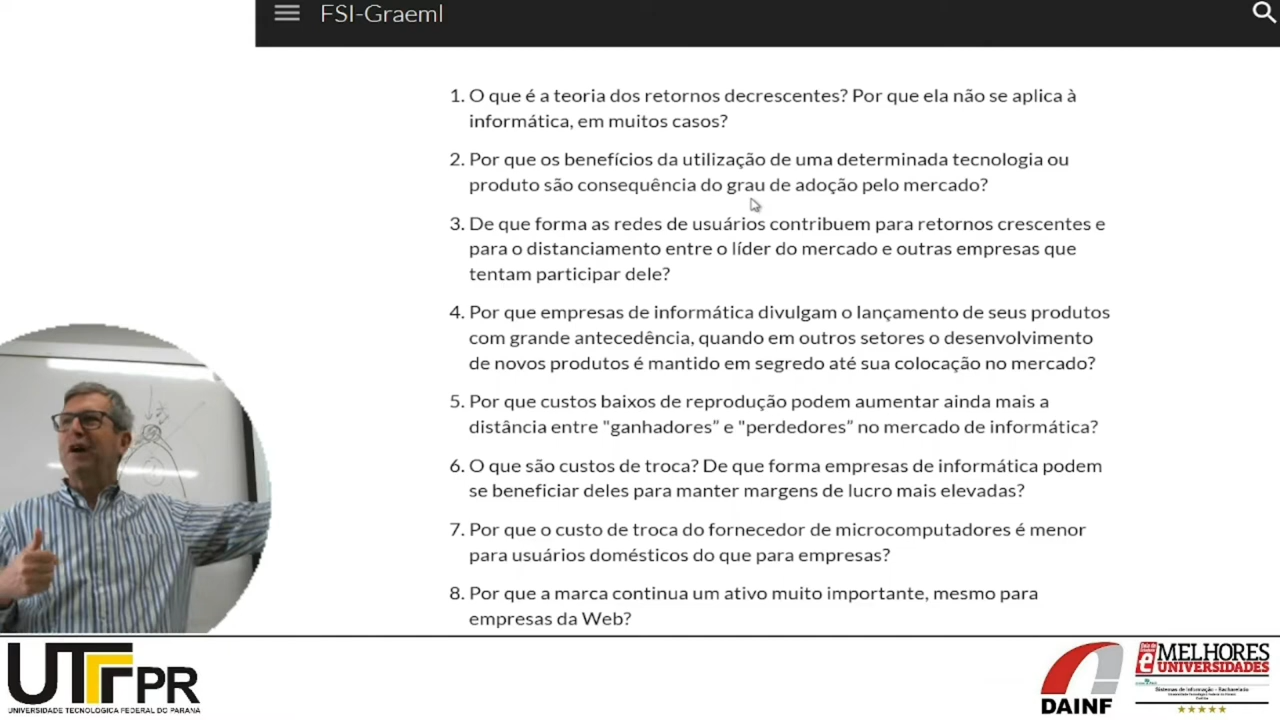 FSI-Graeml
1. O que é a teoria dos retornos decrescentes? Por que ela não se aplica à
informática, em muitos casos?
2. Por que os benefícios da utilização de uma determinada tecnologia ou
produto são consequência do grau de adoção pelo mercado?
3. De que forma as redes de usuários contribuem para retornos crescentes e
para o distanciamento entre o líder do mercado e outras empresas que
tentam participar dele?
4. Por que empresas de informática divulgam o lançamento de seus produtos
com grande antecedência, quando em outros setores o desenvolvimento
de novos produtos é mantido em segredo até sua colocação no mercado?
5. Por que custos baixos de reprodução podem aumentar ainda mais a
distância entre "ganhadores” e "perdedores” no mercado de informática?
6. O que são custos de troca? De que forma empresas de informática podem
se beneficiar deles para manter margens de lucro mais elevadas?
7. Por que o custo de troca do fornecedor de microcomputadores é menor
para usuários domésticos do que para empresas?
8. Por que a marca continua um ativo muito importante, mesmo para
empresas da Web?
UTFPR
UNIVERSIDADE TECNOLÓGICA FEDERAL DO PARANÁ
DAINF
MELHORES
UNIVERSIDADES
Sistemas de Informação - Bacharelado